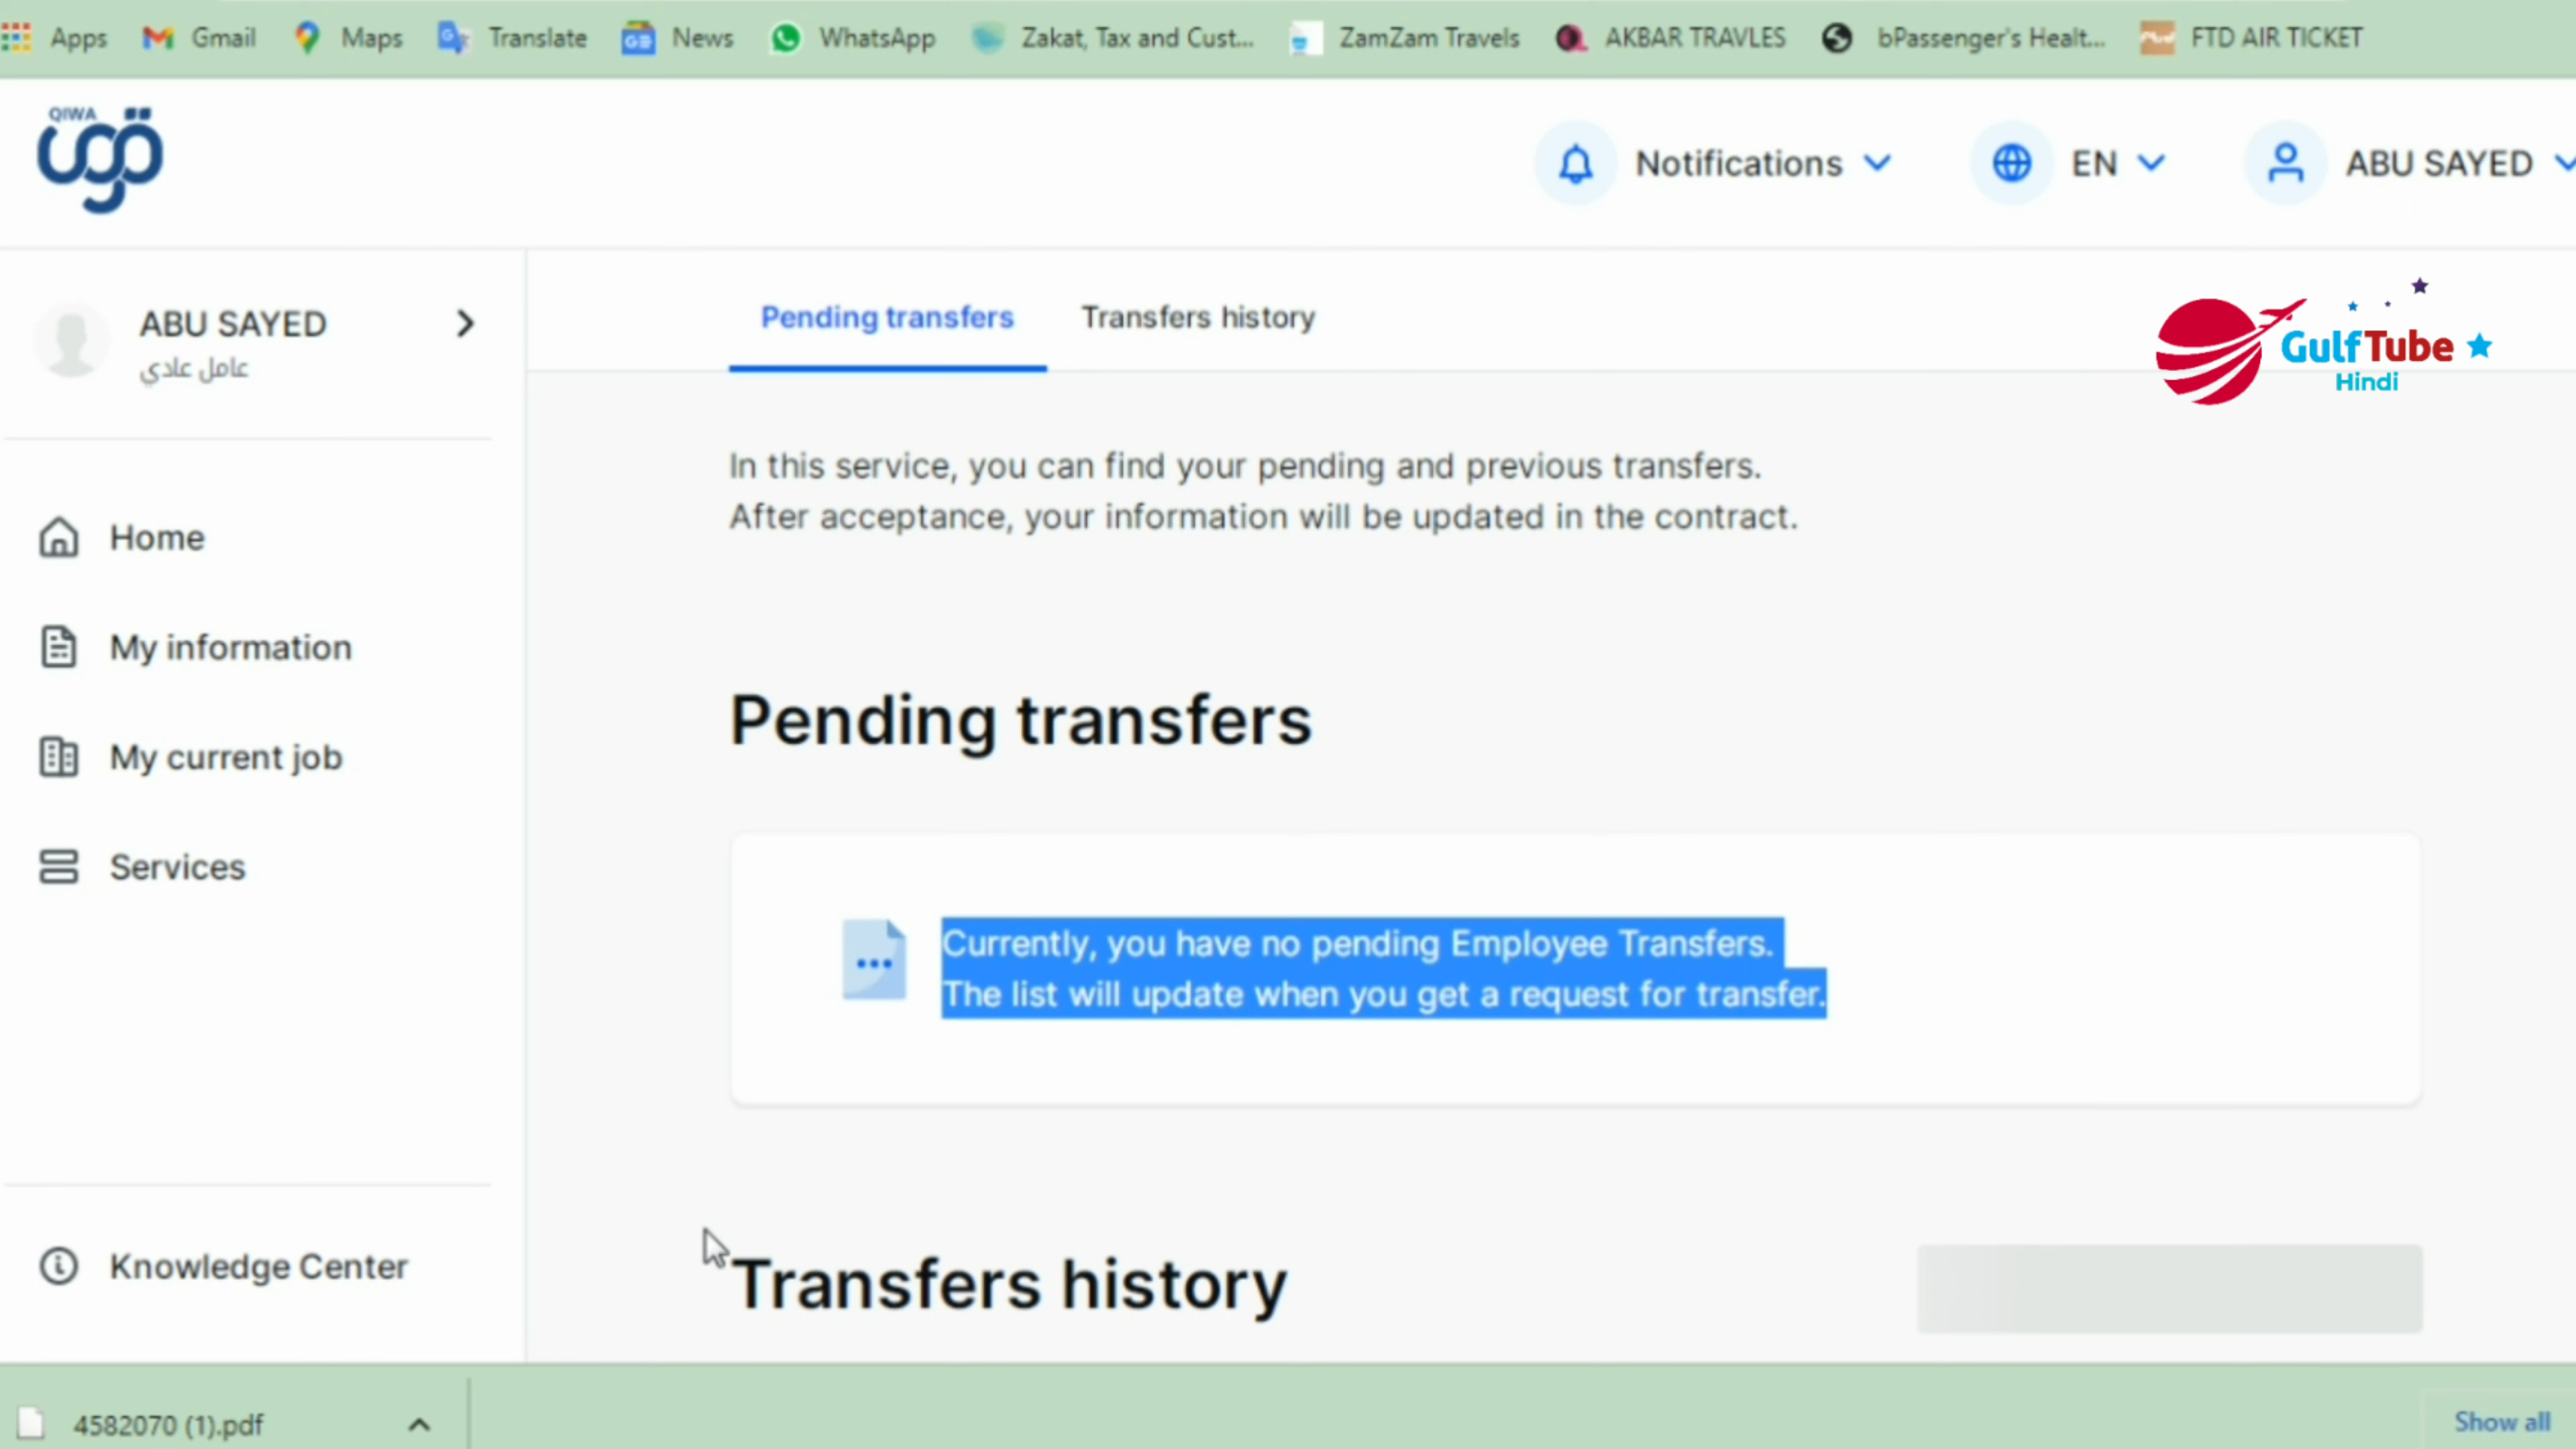 Apps Gmail Maps Translate News WhatsApp Zakat, Tax and Cust... ZamZam Travels AKBAR TRAVLES bPassenger's Healt... FTD AIR TICKET
QIWA
قوى
Notifications EN ABU SAYED
ABU SAYED
عامل عادي
Pending transfers Transfers history
GulfTube
Hindi
In this service, you can find your pending and previous transfers.
After acceptance, your information will be updated in the contract.
Home
My information
My current job
Services
Pending transfers
Currently, you have no pending Employee Transfers.
The list will update when you get a request for transfer.
Knowledge Center
Transfers history
4582070 (1).pdf
Show all